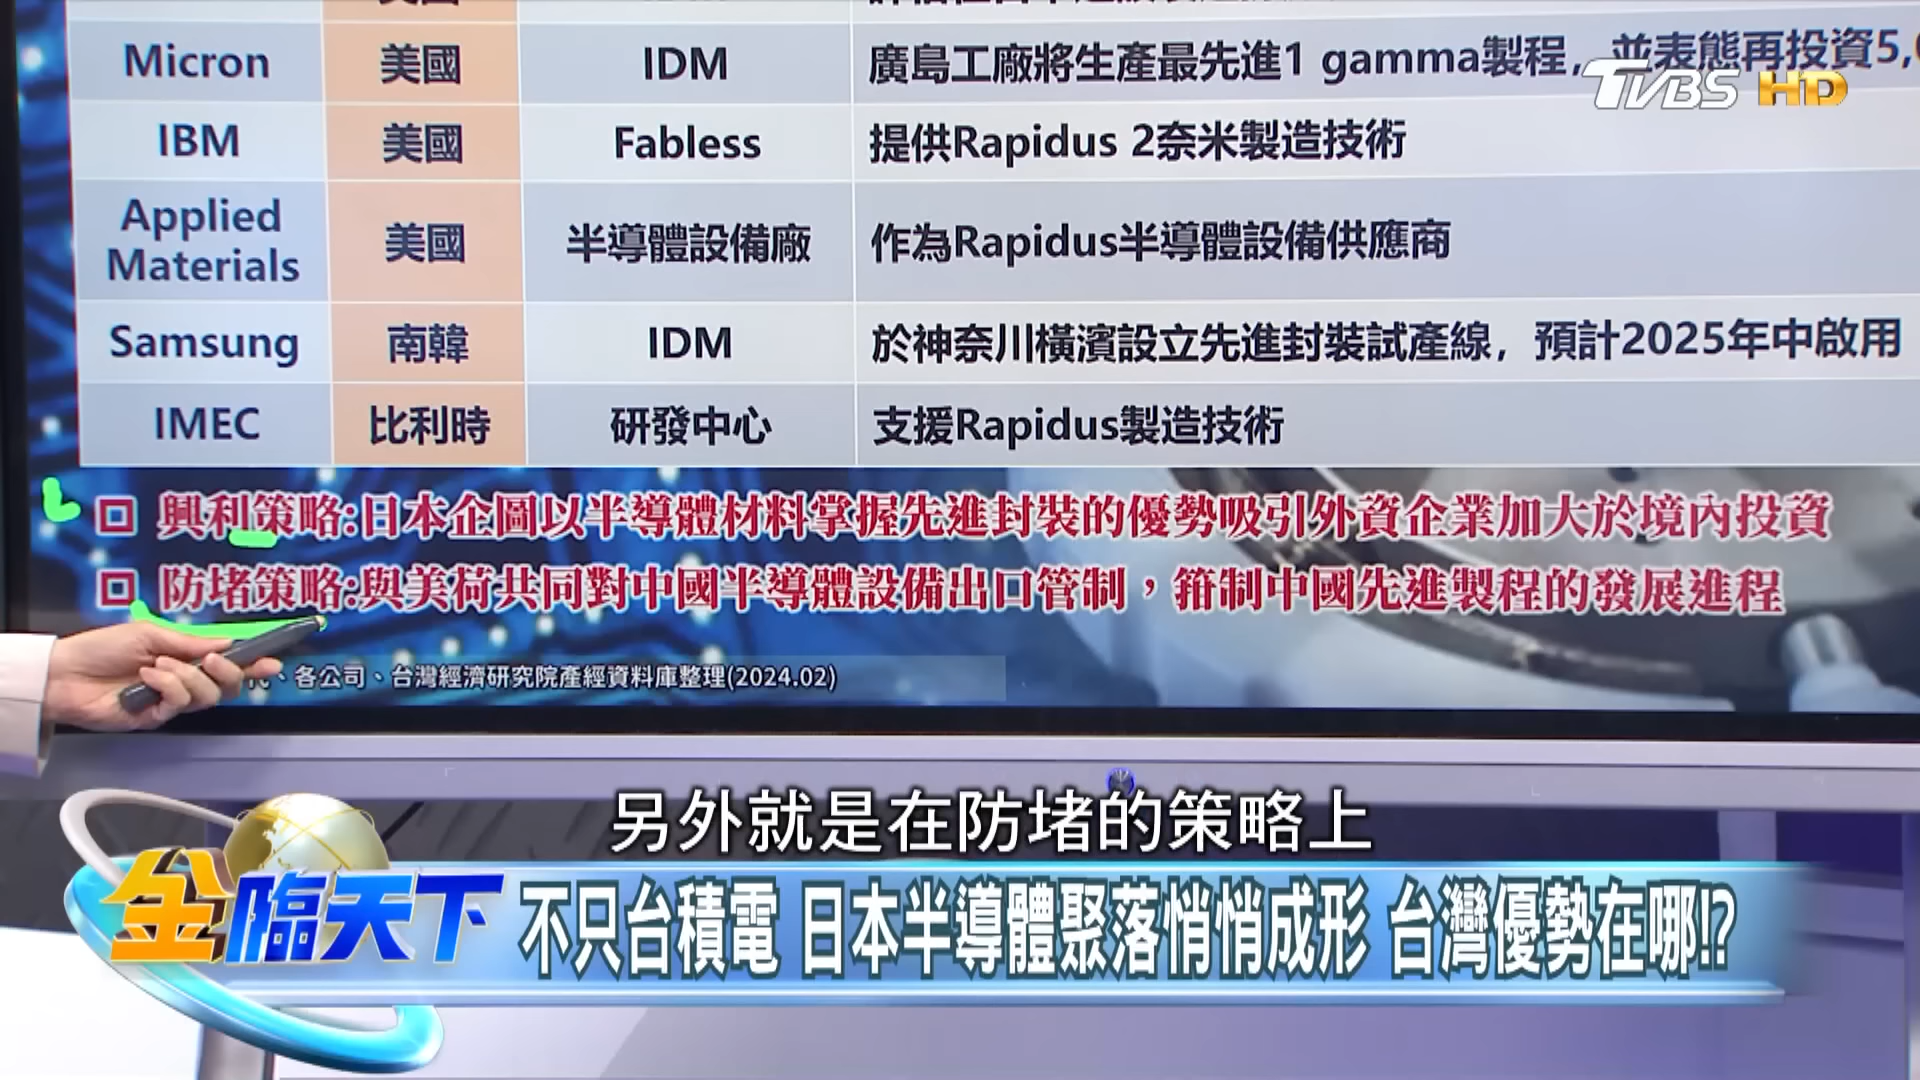 美國
Micron 美國 IDM 廣島工廠將生產最先進1 gamma製程，並表態再投資5,
TVBS HD
IBM 美國 Fabless 提供Rapidus 2奈米製造技術
Applied Materials 美國 半導體設備廠 作為Rapidus半導體設備供應商
Samsung 南韓 IDM 於神奈川橫濱設立先進封裝試產線，預計2025年中啟用
IMEC 比利時 研發中心 支援Rapidus製造技術
興利策略:日本企圖以半導體材料掌握先進封裝的優勢吸引外資企業加大於境內投資
防堵策略:與美荷共同對中國半導體設備出口管制，箝制中國先進製程的發展進程
、各公司、台灣經濟研究院產經資料庫整理(2024.02)
另外就是在防堵的策略上
金臨天下
不只台積電 日本半導體聚落悄悄成形 台灣優勢在哪!?